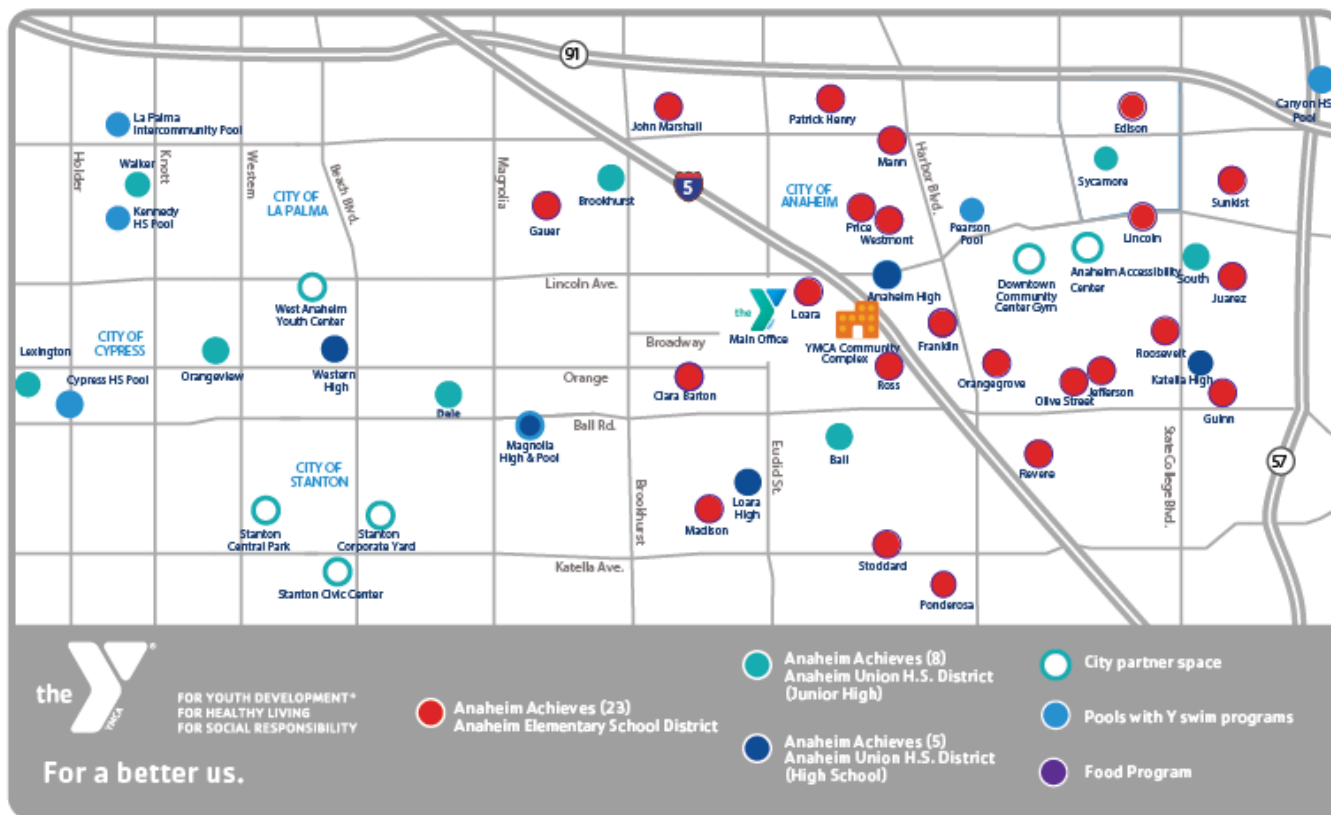 91
La Palma
Intercommunity Pool
John Marshall
Patrick Henry
Edison
Canyon HS
Pool
Holder
Walker
Knott
Western
Beach Blvd.
Magnolia
Mann
Harbor Blvd.
Sycamore
Sunkist
CITY OF
LA PALMA
Kennedy
HS Pool
Gauer
Brookhurst
5
CITY OF
ANAHEIM
Price
Westmont
Pearson
Pool
Lincoln
Lincoln Ave.
West Anaheim
Youth Center
the
Main Office
Loara
Anaheim High
Downtown
Community
Center Gym
Anaheim Accessibility
Center
South
Juarez
CITY OF
CYPRESS
Lexington
Cypress HS Pool
Orangeview
Western
High
Broadway
YMCA Community
Complex
Franklin
Roosevelt
Katella High
Orange
Clara Barton
Ross
Orangegrove
Olive Street
Jefferson
Guinn
Dale
Ball Rd.
Magnolia
High & Pool
Euclid St.
Ball
Revere
State College Blvd.
57
CITY OF
STANTON
Brookhurst
Loara
High
Madison
Stanton
Central Park
Stanton
Corporate Yard
Stoddard
Katella Ave.
Stanton Civic Center
Ponderosa
the
YMCA
®
FOR YOUTH DEVELOPMENT®
FOR HEALTHY LIVING
FOR SOCIAL RESPONSIBILITY
For a better us.
Anaheim Achieves (23)
Anaheim Elementary School District
Anaheim Achieves (8)
Anaheim Union H.S. District
(Junior High)
Anaheim Achieves (5)
Anaheim Union H.S. District
(High School)
City partner space
Pools with Y swim programs
Food Program